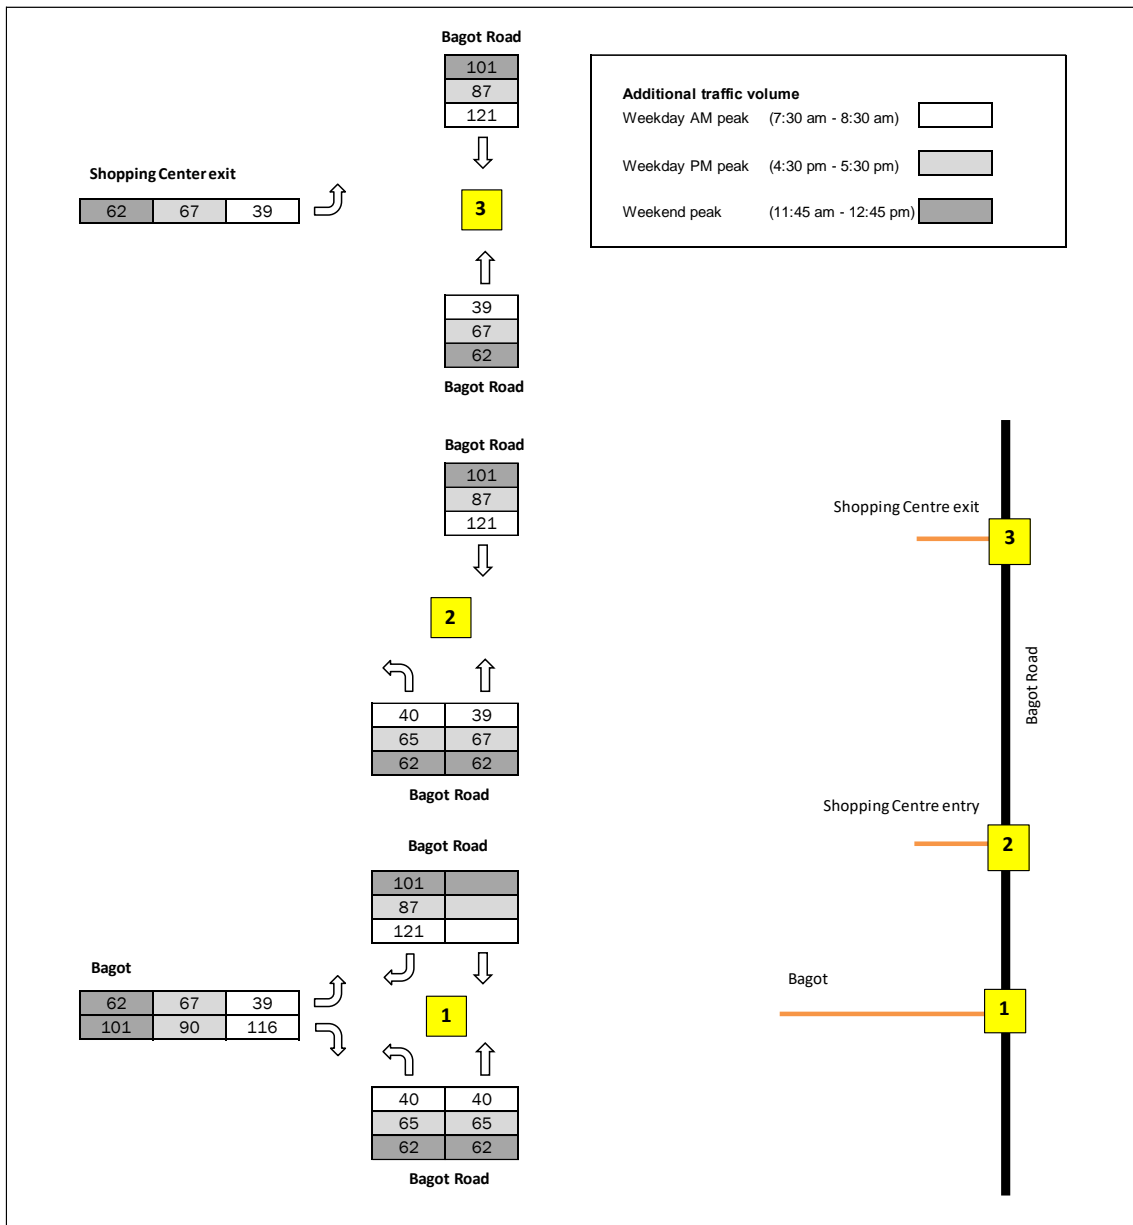 Bagot Road
101
87
121
Additional traffic volume
Weekday AM peak (7:30 am - 8:30 am)
Weekday PM peak (4:30 pm - 5:30 pm)
Weekend peak (11:45 am - 12:45 pm)
Shopping Center exit
62 67 39
3
39
67
62
Bagot Road
Bagot Road
101
87
121
2
40 39
65 67
62 62
Bagot Road
Bagot Road
101
87
121
Bagot
62 67 39
101 90 116
1
40 40
65 65
62 62
Bagot Road
Shopping Centre exit
3
Bagot Road
Shopping Centre entry
2
Bagot
1